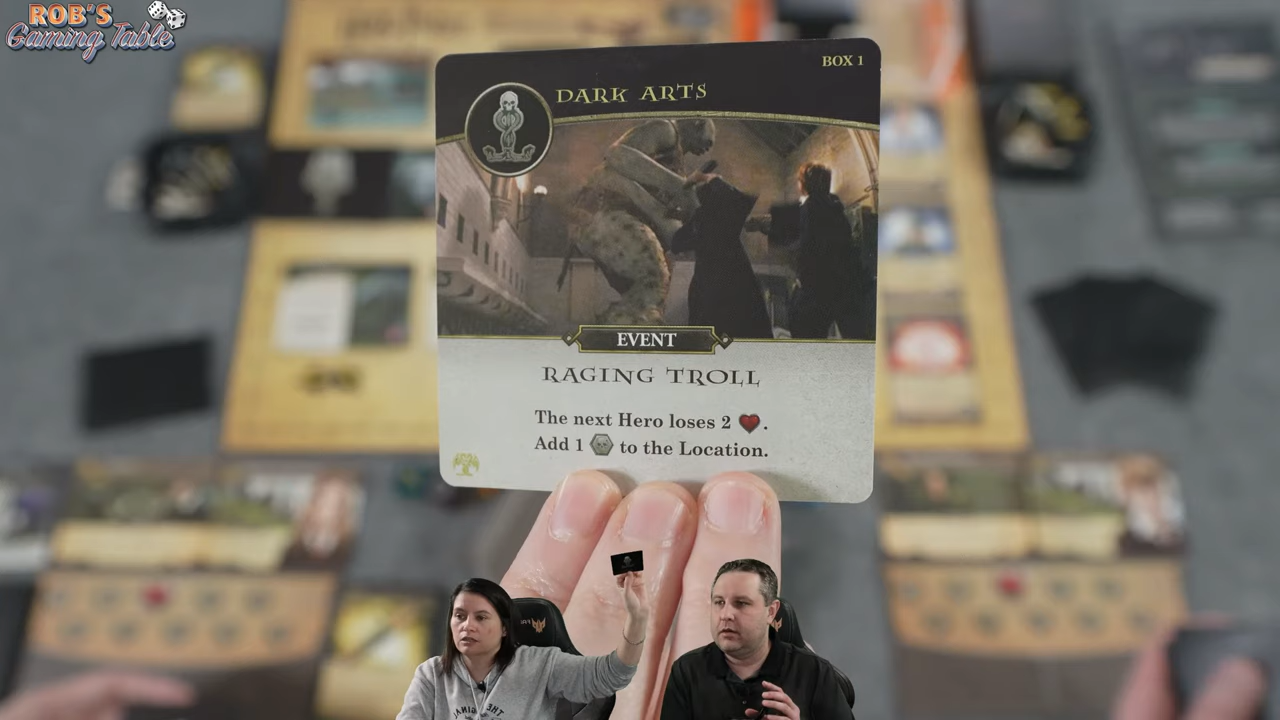 ROB'S
Gaming Table
BOX 1
DARK ARTS
EVENT
RAGING TROLL
The next Hero loses 2 .
Add 1 to the Location.